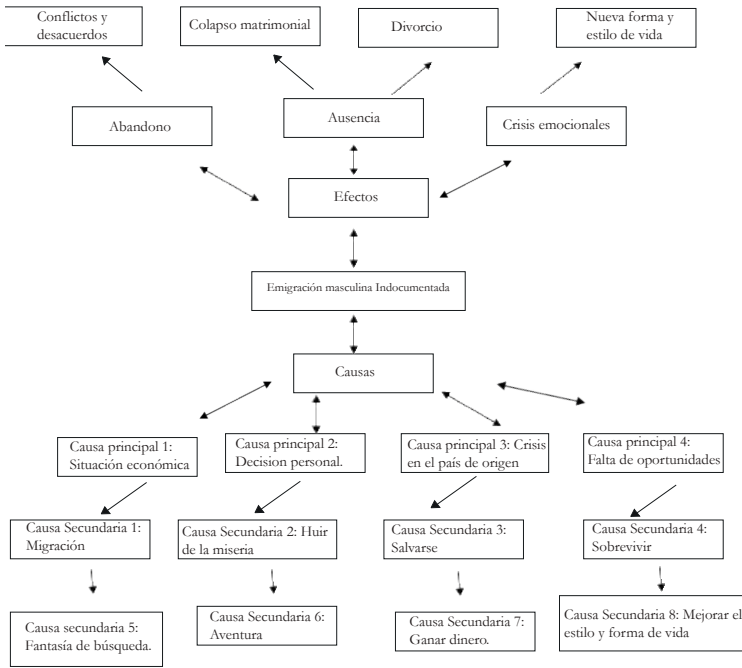 Conflictos y
desacuerdos
Colapso matrimonial
Divorcio
Nueva forma y
estilo de vida
Abandono
Ausencia
Crisis emocionales
Efectos
Emigración masculina Indocumentada
Causas
Causa principal 1:
Situación económica
Causa principal 2:
Decision personal.
Causa principal 3: Crisis
en el país de origen
Causa principal 4:
Falta de oportunidades
Causa Secundaria 1:
Migración
Causa Secundaria 2: Huir
de la miseria
Causa Secundaria 3:
Salvarse
Causa Secundaria 4:
Sobrevivir
Causa secundaria 5:
Fantasía de búsqueda.
Causa Secundaria 6:
Aventura
Causa Secundaria 7:
Ganar dinero.
Causa Secundaria 8: Mejorar el
estilo y forma de vida